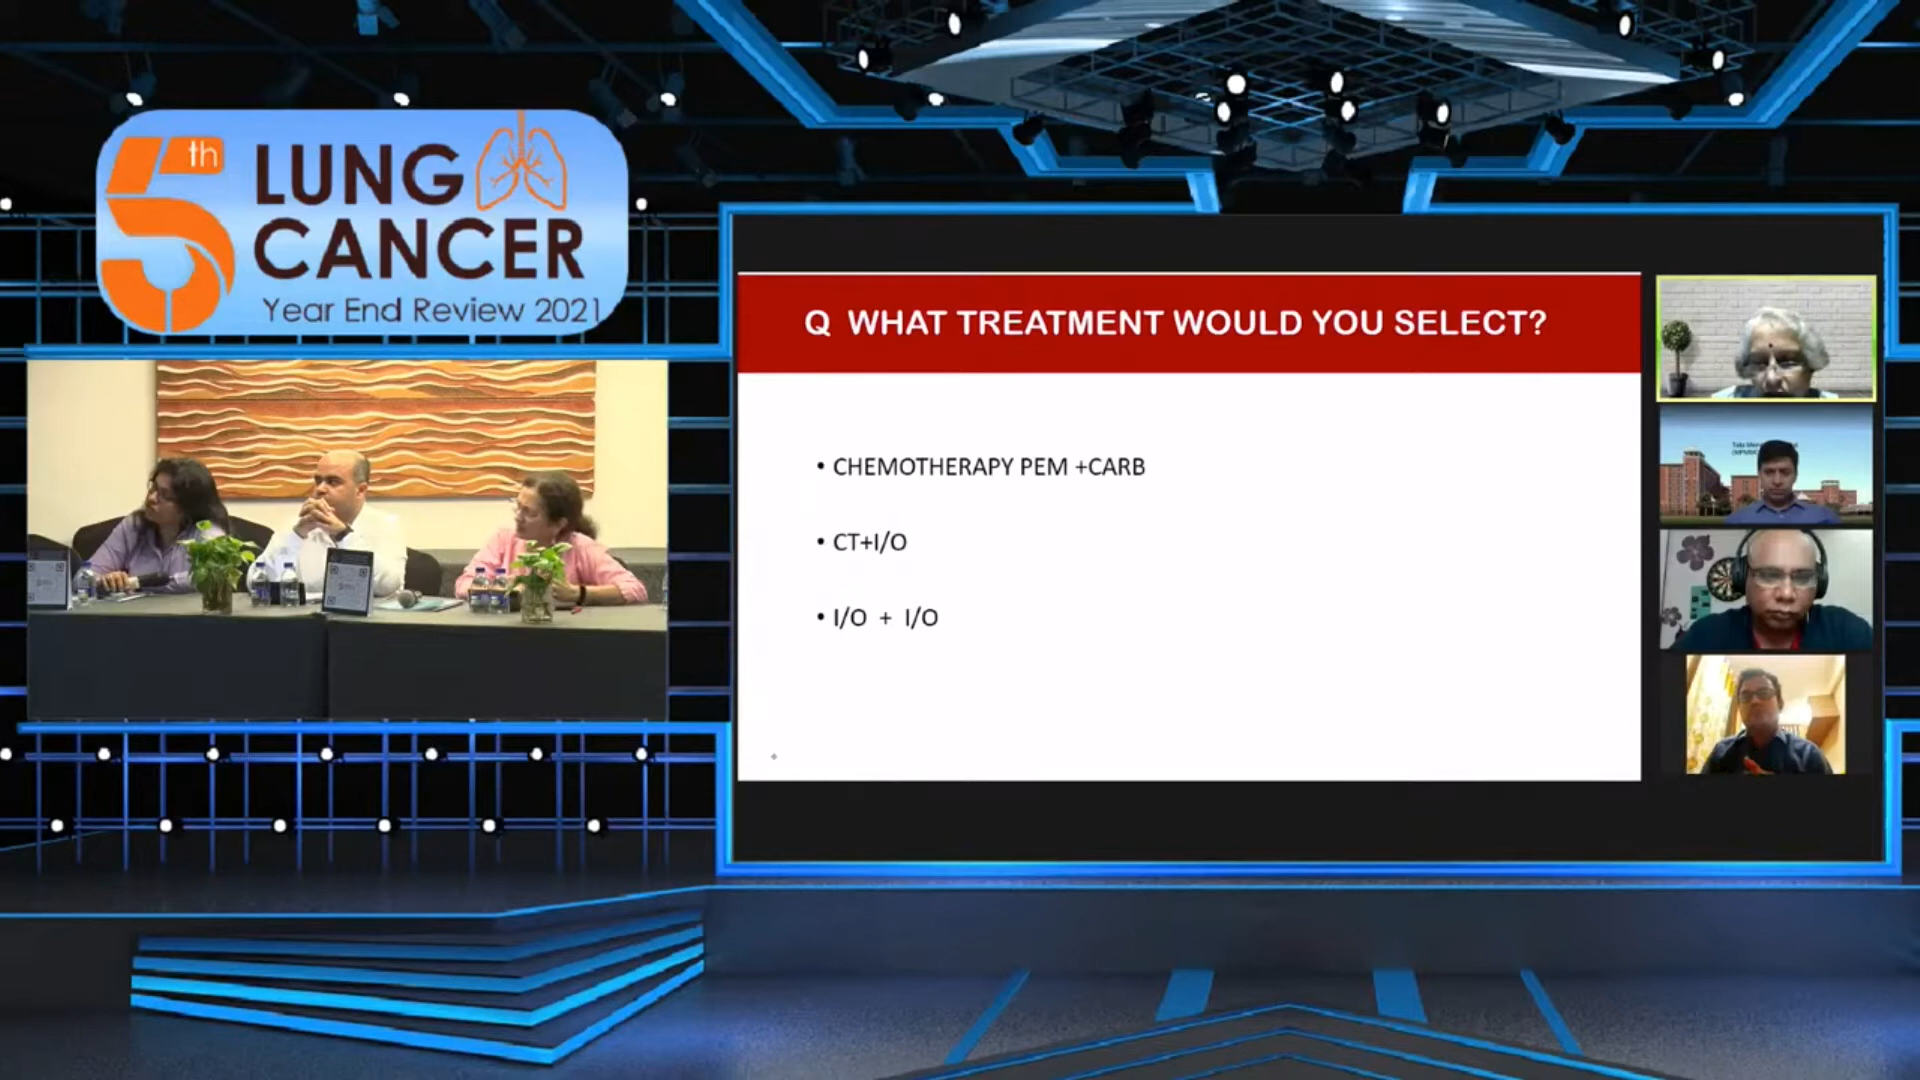 5th
LUNG
CANCER
Year End Review 2021
Q WHAT TREATMENT WOULD YOU SELECT?
• CHEMOTHERAPY PEM +CARB
• CT+I/O
• I/O + I/O